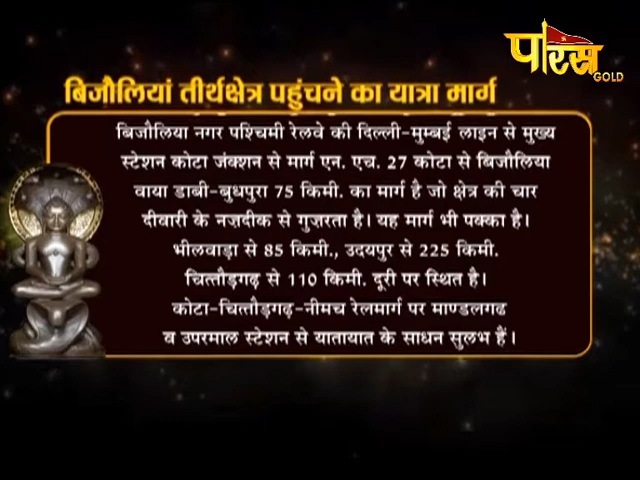 पारस
GOLD
बिजौलियां तीर्थक्षेत्र पहुंचने का यात्रा मार्ग
बिजौलिया नगर पश्चिमी रेलवे की दिल्ली-मुम्बई लाइन से मुख्य
स्टेशन कोटा जंक्शन से मार्ग एन. एच. 27 कोटा से बिजौलिया
वाया डाबी-बुधपुरा 75 किमी. का मार्ग है जो क्षेत्र की चार
दीवारी के नज़दीक से गुज़रता है। यह मार्ग भी पक्का है।
भीलवाड़ा से 85 किमी., उदयपुर से 225 किमी.
चित्तौड़गढ़ से 110 किमी. दूरी पर स्थित है।
कोटा-चित्तौड़गढ़-नीमच रेलमार्ग पर माण्डलगढ
व उपरमाल स्टेशन से यातायात के साधन सुलभ हैं।